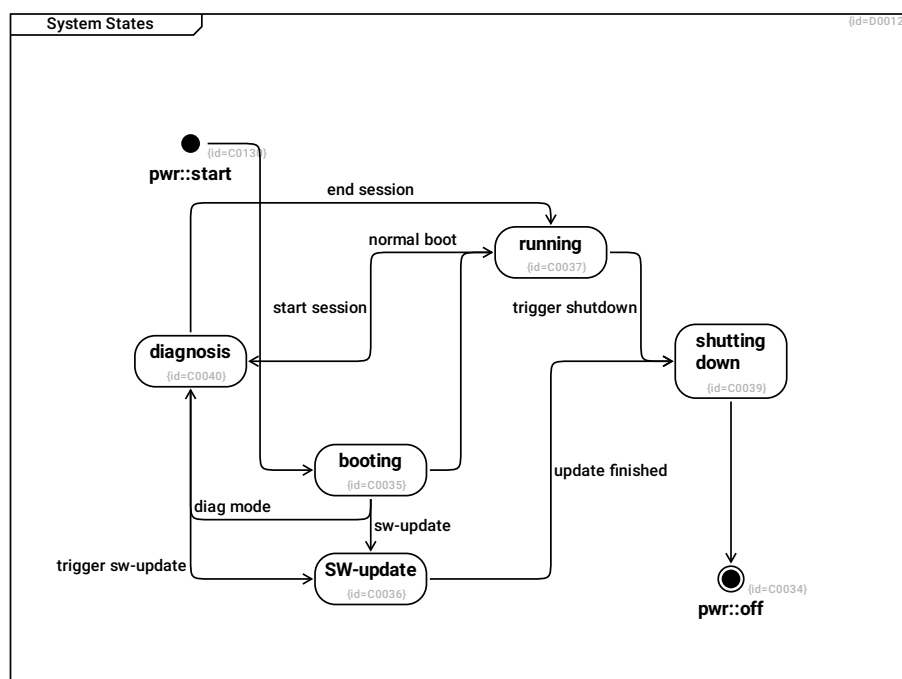 System States
{id=D0012
{id=C0130}
pwr::start
end session
normal boot
running
{id=C0037}
start session
trigger shutdown
diagnosis
{id=C0040}
shutting
down
{id=C0039}
booting
{id=C0035}
update finished
diag mode
sw-update
trigger sw-update
SW-update
{id=C0036}
{id=C0034}
pwr::off